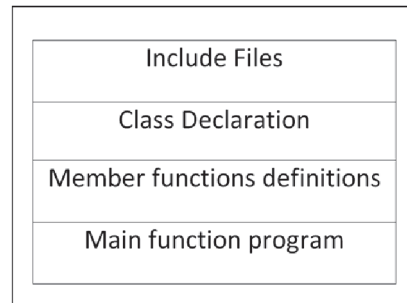 Include Files
Class Declaration
Member functions definitions
Main function program